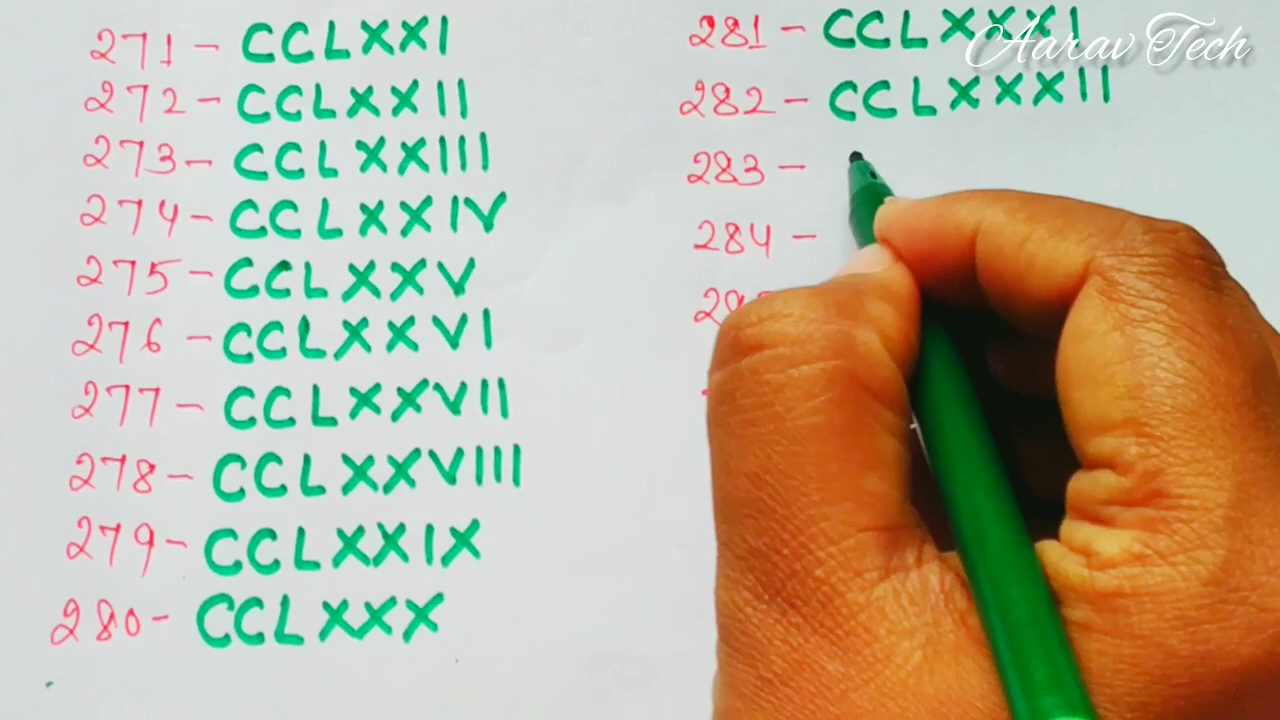 271 - CCLXXI
272 - CCLXXII
273 - CCLXXIII
274 - CCLXXIV
275 - CCLXXV
276 - CCLXXVI
277 - CCLXXVII
278 - CCLXXVIII
279 - CCLXXIX
280 - CCLXXX
281 - CCLXXXI
282 - CCLXXXII
283 -
284 -
Aarav Tech